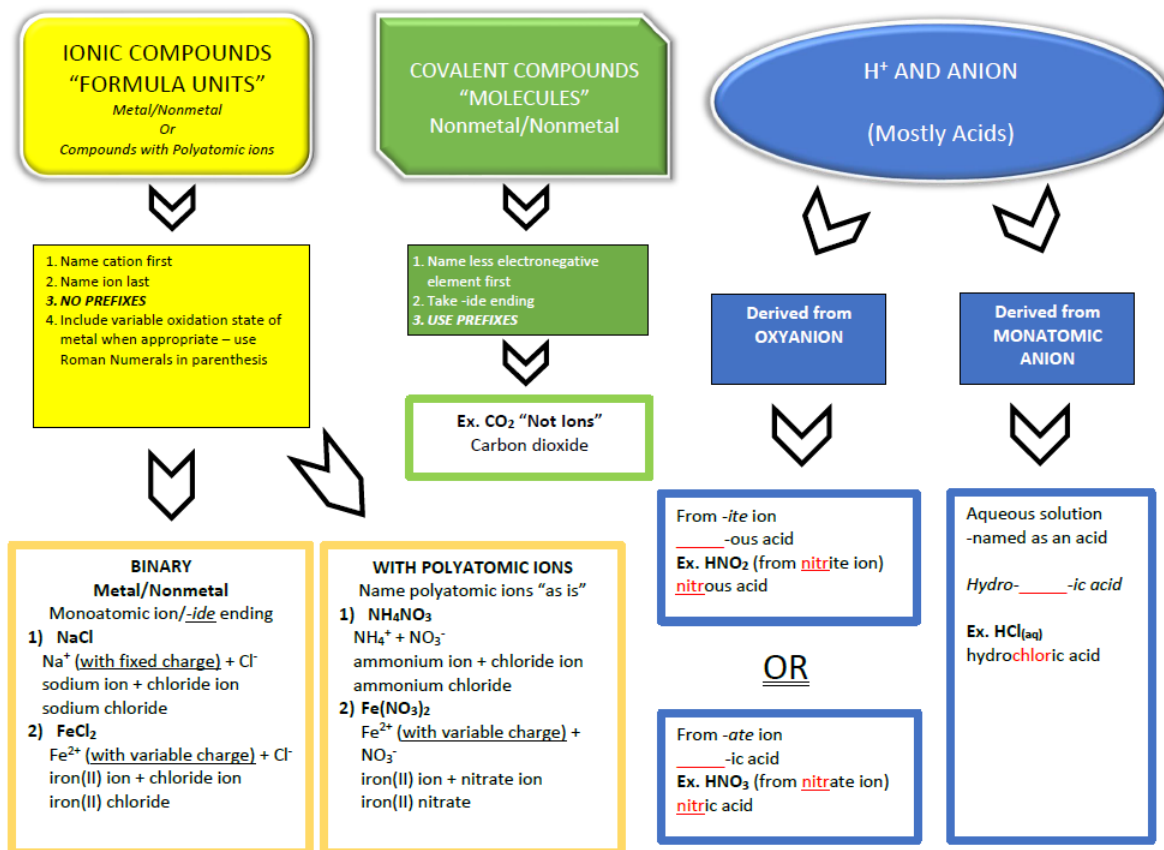 IONIC COMPOUNDS
“FORMULA UNITS”
Metal/Nonmetal
Or
Compounds with Polyatomic ions
COVALENT COMPOUNDS
“MOLECULES”
Nonmetal/Nonmetal
H⁺ AND ANION
(Mostly Acids)
1. Name cation first
2. Name ion last
3. NO PREFIXES
4. Include variable oxidation state of
metal when appropriate – use
Roman Numerals in parenthesis
1. Name less electronegative
element first
2. Take -ide ending
3. USE PREFIXES
Derived from
OXYANION
Derived from
MONATOMIC
ANION
Ex. CO₂ “Not Ions”
Carbon dioxide
BINARY
Metal/Nonmetal
Monoatomic ion/-ide ending
1) NaCl
Na⁺ (with fixed charge) + Cl⁻
sodium ion + chloride ion
sodium chloride
2) FeCl₂
Fe²⁺ (with variable charge) + Cl⁻
iron(II) ion + chloride ion
iron(II) chloride
WITH POLYATOMIC IONS
Name polyatomic ions “as is”
1) NH₄NO₃
NH₄⁺ + NO₃⁻
ammonium ion + chloride ion
ammonium chloride
2) Fe(NO₃)₂
Fe²⁺ (with variable charge) +
NO₃⁻
iron(II) ion + nitrate ion
iron(II) nitrate
From -ite ion
_____-ous acid
Ex. HNO₂ (from nitrite ion)
nitrous acid
OR
From -ate ion
_____-ic acid
Ex. HNO₃ (from nitrate ion)
nitric acid
Aqueous solution
-named as an acid
Hydro-_____-ic acid
Ex. HCl(aq)
hydrochloric acid